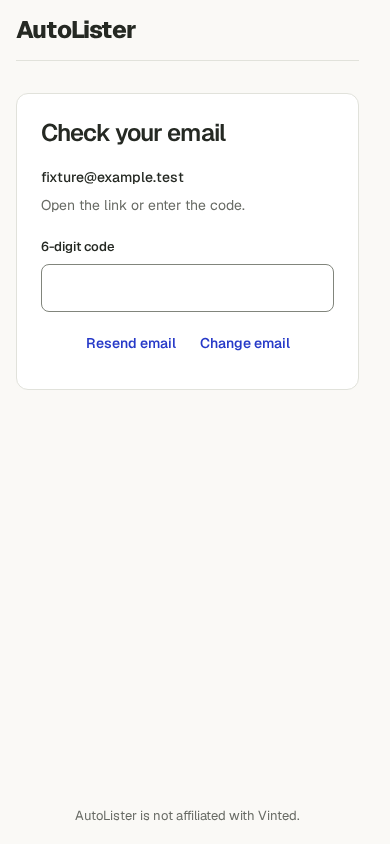 AutoLister
Check your email
fixture@example.test
Open the link or enter the code.
6-digit code
Resend email
Change email
AutoLister is not affiliated with Vinted.